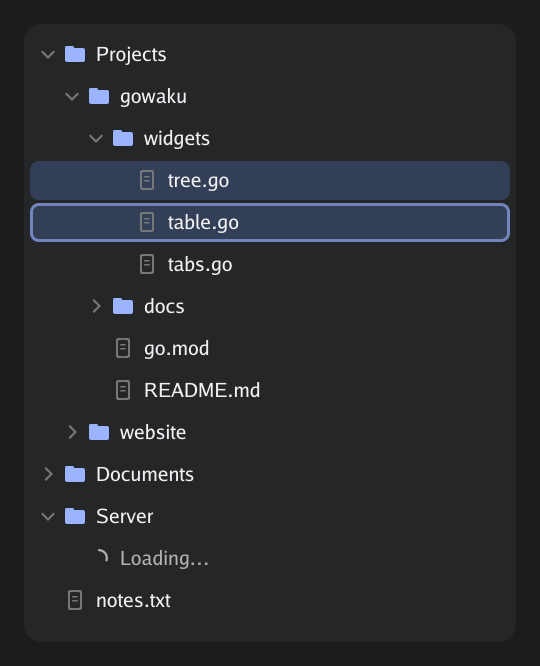 Projects
gowaku
widgets
tree.go
table.go
tabs.go
docs
go.mod
README.md
website
Documents
Server
Loading...
notes.txt